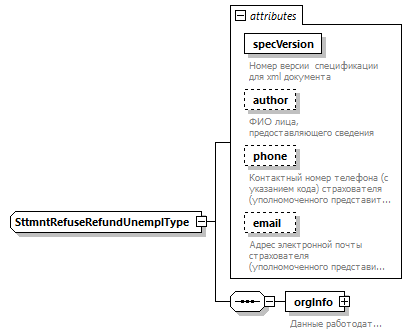 attributes
specVersion
Номер версии спецификации
для xml документа
author
ФИО лица,
предоставляющего сведения
phone
Контактный номер телефона (с
указанием кода) страхователя
(уполномоченного представит...
SttmntRefuseRefundUnemplType
email
Адрес электронной почты
страхователя
(уполномоченного представи...
orgInfo
Данные работодат...